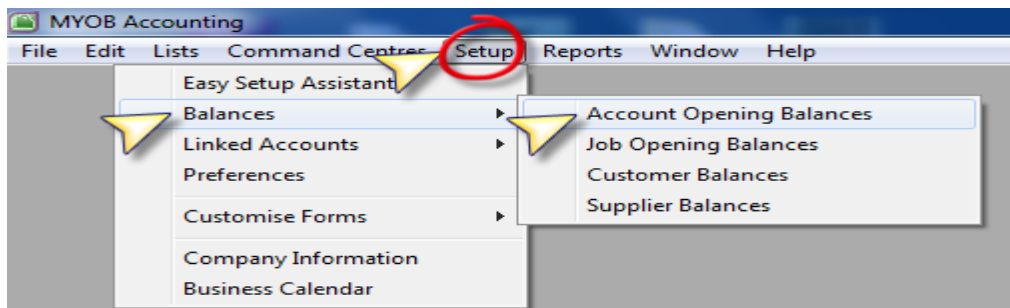 MYOB Accounting
File Edit Lists Command Centres Setup Reports Window Help
Easy Setup Assistant
Balances
Linked Accounts
Preferences
Customise Forms
Company Information
Business Calendar
Account Opening Balances
Job Opening Balances
Customer Balances
Supplier Balances